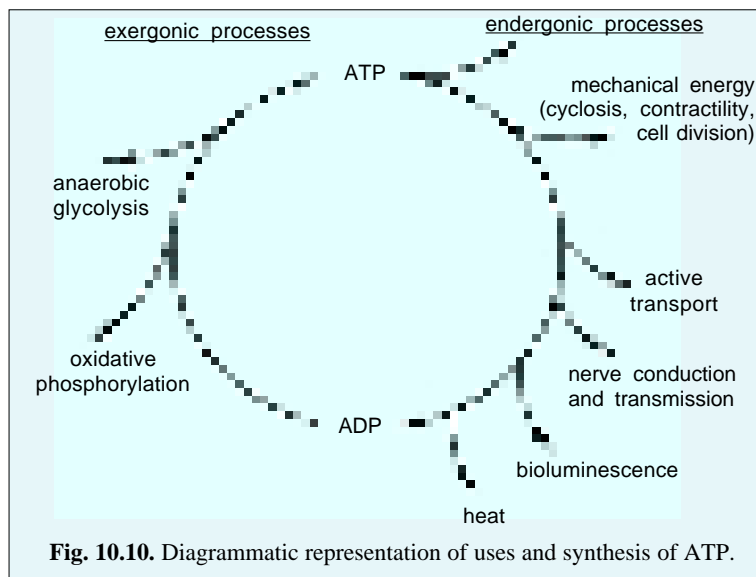 exergonic processes
endergonic processes
ATP
mechanical energy
(cyclosis, contractility,
cell division)
anaerobic
glycolysis
active
transport
oxidative
phosphorylation
nerve conduction
and transmission
ADP
bioluminescence
heat
Fig. 10.10. Diagrammatic representation of uses and synthesis of ATP.